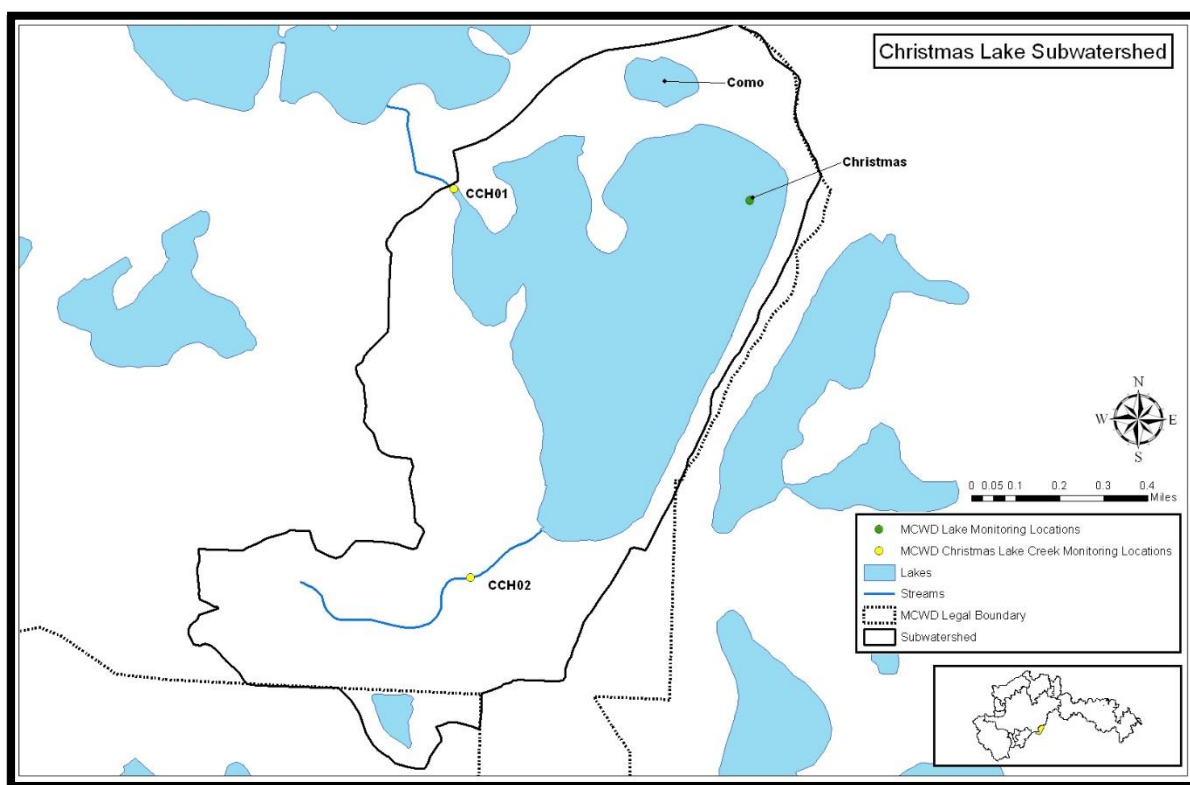 Christmas Lake Subwatershed
Como
Christmas
CCH01
N
W E
S
0 0.05 0.1 0.2 0.3 0.4
Miles
MCWD Lake Monitoring Locations
MCWD Christmas Lake Creek Monitoring Locations
Lakes
Streams
MCWD Legal Boundary
Subwatershed
CCH02